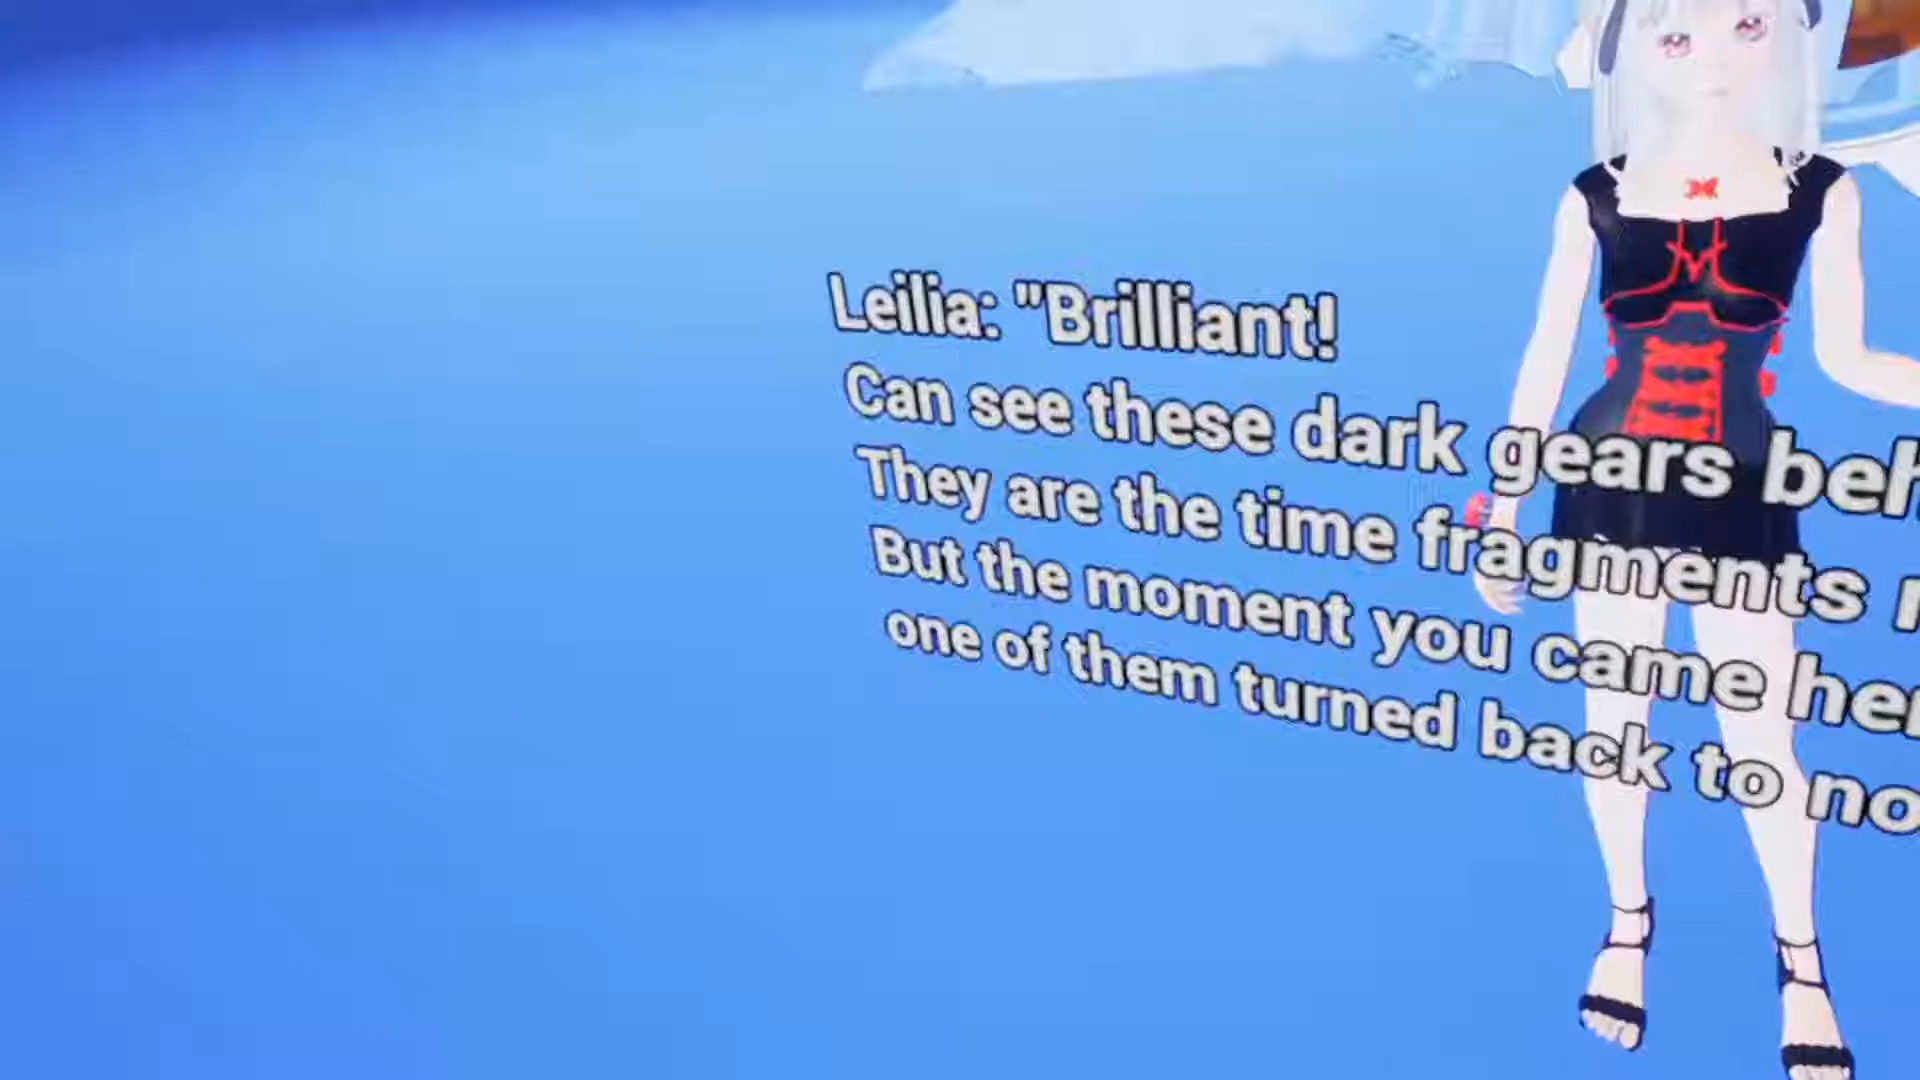 Leilia: "Brilliant!
Can see these dark gears
They are the time fragments
But the moment you came
one of them turned back to